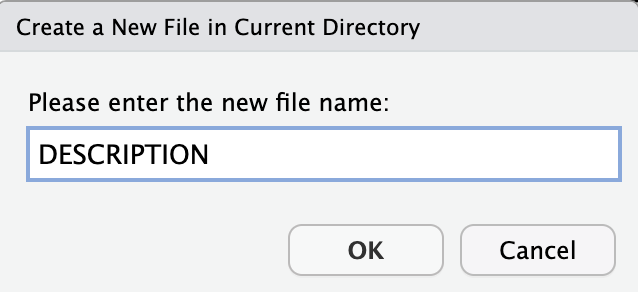 Create a New File in Current Directory
Please enter the new file name:
DESCRIPTION
OK
Cancel